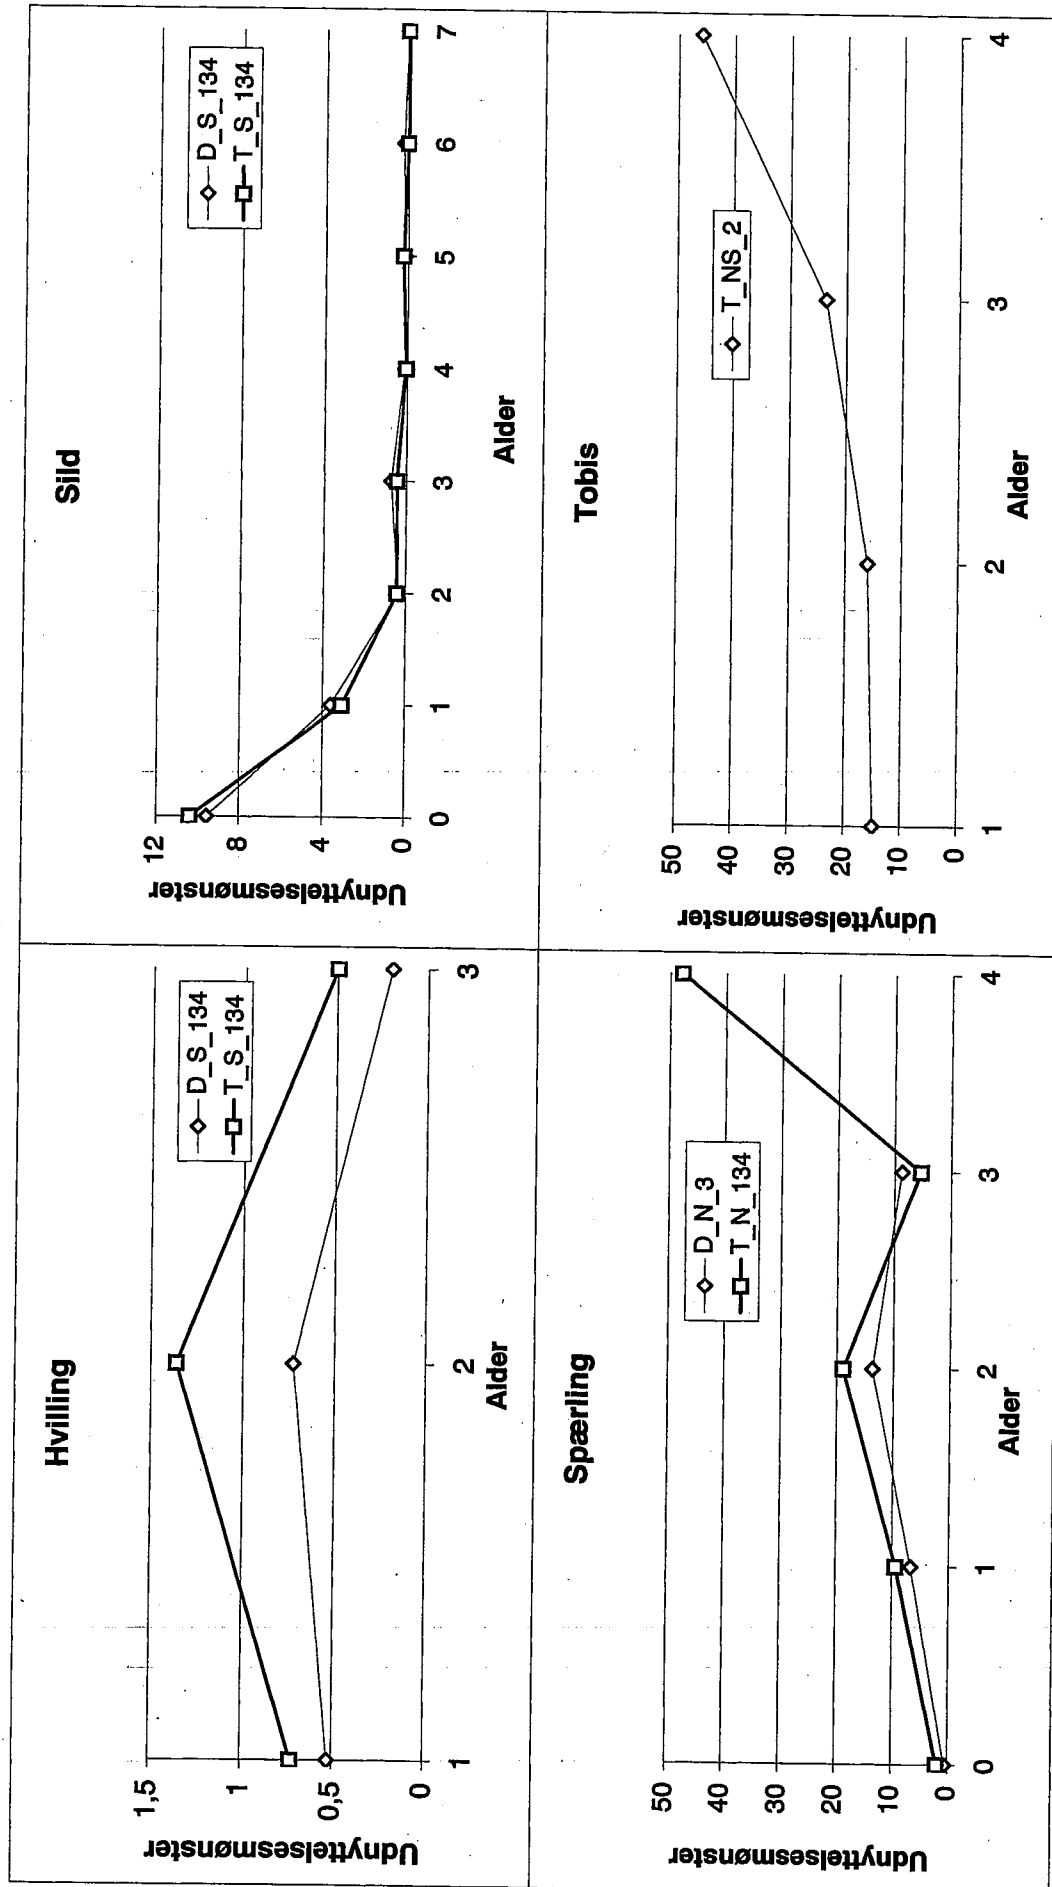 Hvilling
Udnyttelsesmønster
1,5
1
0,5
0
1
2
3
Alder
D_S_134
T_S_134
Sild
Udnyttelsesmønster
12
8
4
0
0
1
2
3
4
5
6
7
Alder
D_S_134
T_S_134
Spærling
Udnyttelsesmønster
50
40
30
20
10
0
0
1
2
3
4
Alder
D_N_3
T_N_134
Tobis
Udnyttelsesmønster
50
40
30
20
10
0
1
2
3
4
Alder
T_NS_2